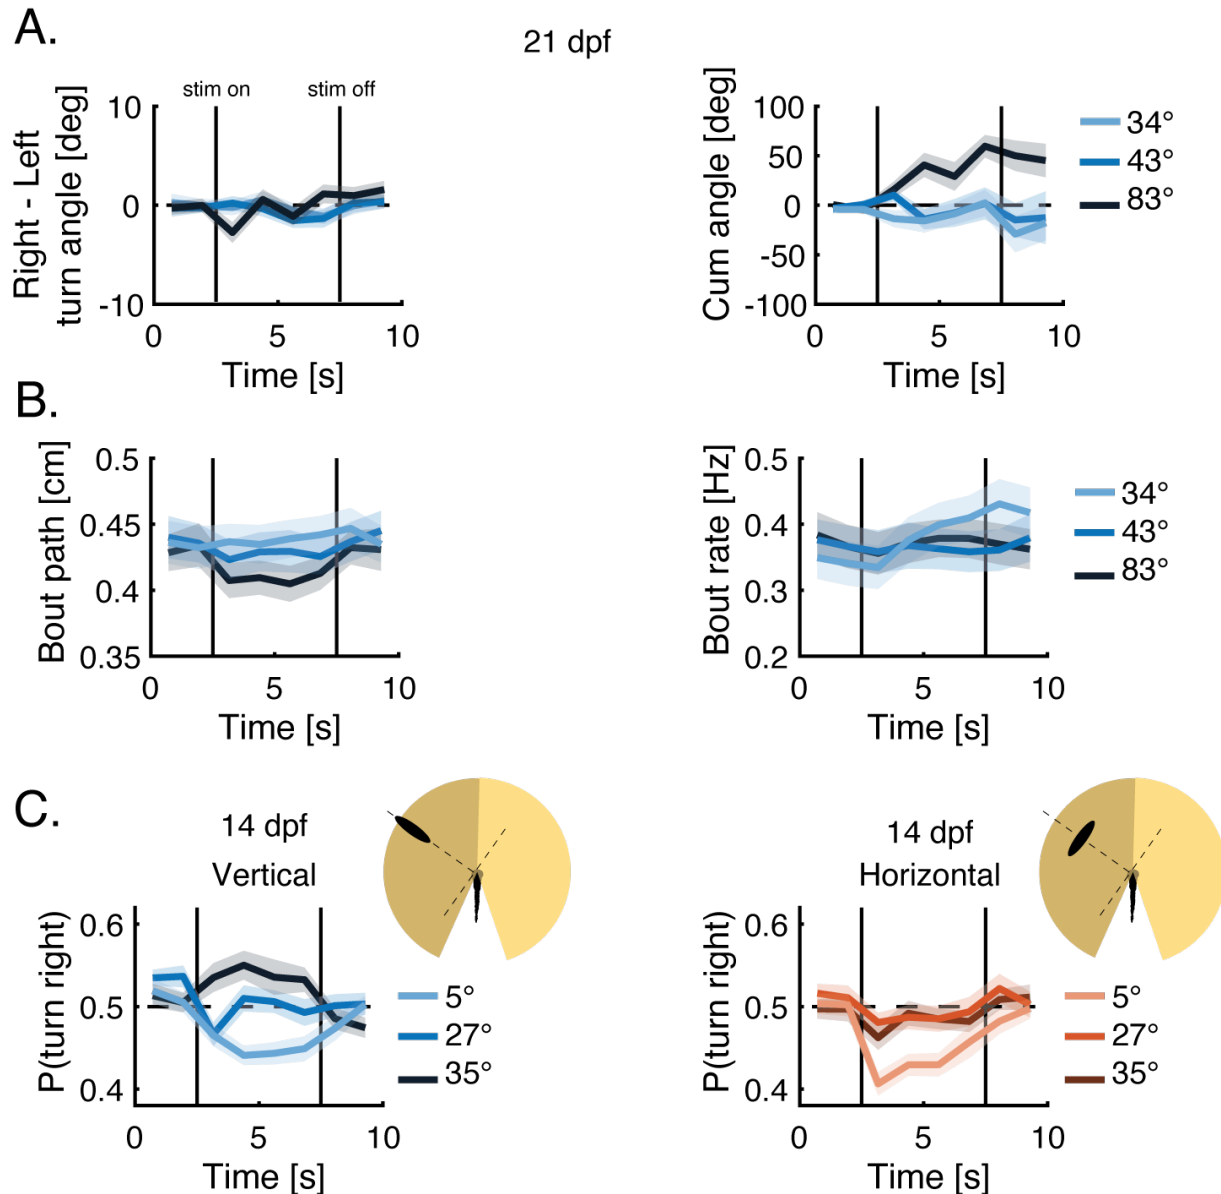 A.
21 dpf
stim on
stim off
Right - Left
turn angle [deg]
10
0
-10
0
5
10
Time [s]
Cum angle [deg]
100
50
0
-50
-100
0
5
10
Time [s]
34°
43°
83°
B.
Bout path [cm]
0.5
0.45
0.4
0.35
0
5
10
Time [s]
Bout rate [Hz]
0.5
0.4
0.3
0.2
0
5
10
Time [s]
34°
43°
83°
C.
14 dpf
Vertical
P(turn right)
0.6
0.5
0.4
0
5
10
Time [s]
5°
27°
35°
14 dpf
Horizontal
P(turn right)
0.6
0.5
0.4
0
5
10
Time [s]
5°
27°
35°